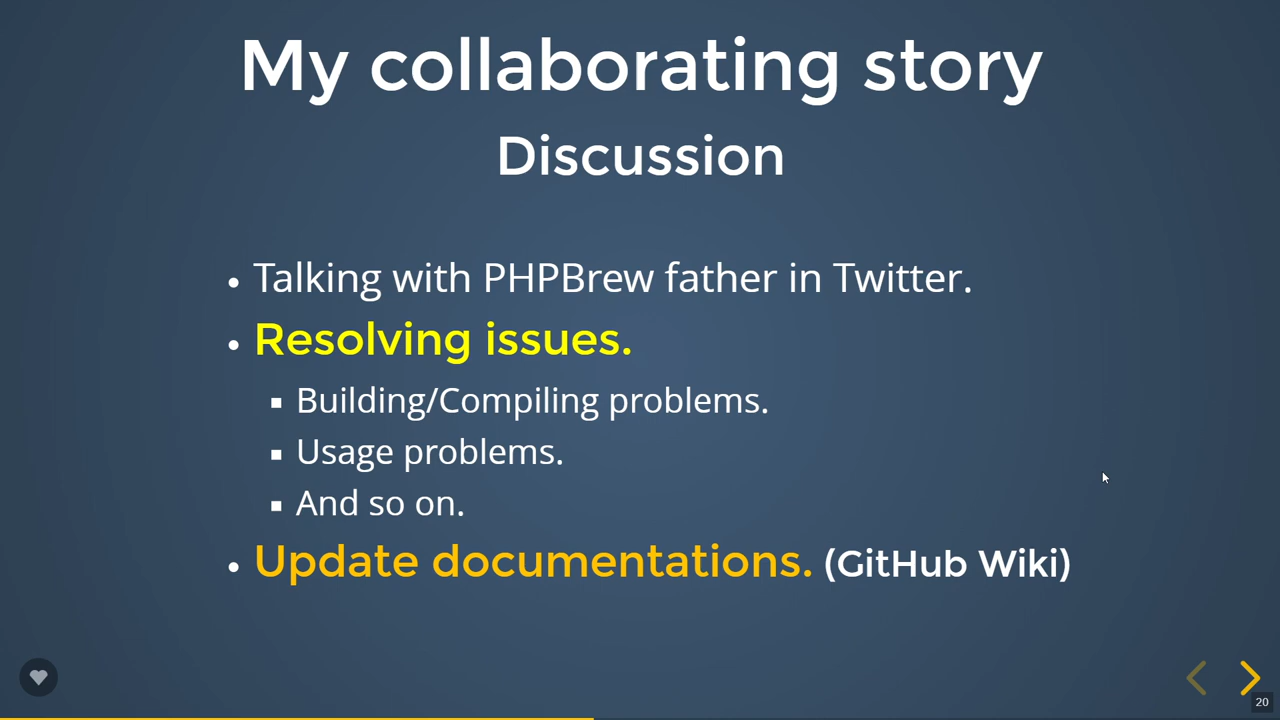 My collaborating story
Discussion
Talking with PHPBrew father in Twitter.
Resolving issues.
Building/Compiling problems.
Usage problems.
And so on.
Update documentations. (GitHub Wiki)
20